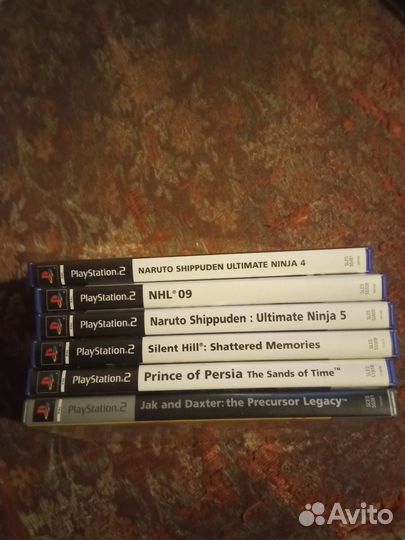 PlayStation.2 NARUTO SHIPPUDEN ULTIMATE NINJA 4
PlayStation.2 NHL® 09
PlayStation.2 Naruto Shippuden : Ultimate Ninja 5
PlayStation.2 Silent Hill®: Shattered Memories
PlayStation.2 Prince of Persia The Sands of Time™
PlayStation.2 Jak and Daxter: the Precursor Legacy™
Avito